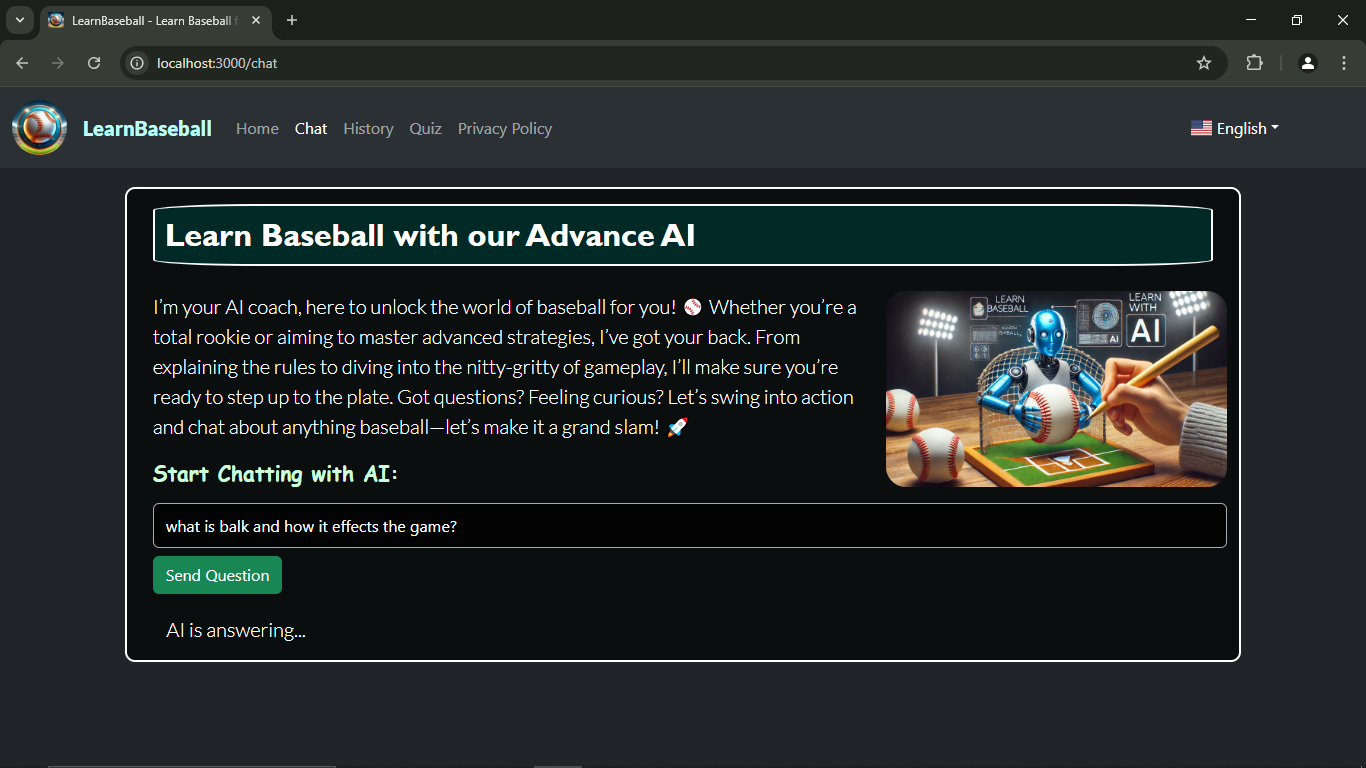 LearnBaseball - Learn Baseball
localhost:3000/chat
LearnBaseball Home Chat History Quiz Privacy Policy English
Learn Baseball with our Advance AI
I'm your AI coach, here to unlock the world of baseball for you! ⚾ Whether you're a
total rookie or aiming to master advanced strategies, I've got your back. From
explaining the rules to diving into the nitty-gritty of gameplay, I'll make sure you're
ready to step up to the plate. Got questions? Feeling curious? Let's swing into action
and chat about anything baseball—let's make it a grand slam! 🚀
LEARN
BASEBALL
LEARN
WITH
AI
AI
Start Chatting with AI:
what is balk and how it effects the game?
Send Question
AI is answering...